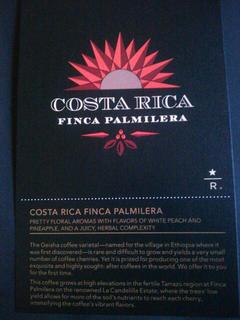 COSTA RICA
FINCA PALMILERA
★
R.
COSTA RICA FINCA PALMILERA
PRETTY FLORAL AROMAS WITH FLAVORS OF WHITE PEACH AND
PINEAPPLE, AND A JUICY, HERBAL COMPLEXITY
The Geisha coffee varietal—named for the village in Ethiopia where it
was first discovered—is rare and difficult to grow and yields a very small
number of coffee cherries. Yet it is prized for producing one of the most
exquisite and highly sought-after coffees in the world. We offer it to you
for the first time.
This coffee grows at high elevations in the fertile Tarrazú region at Finca
Palmilera on the renowned La Candelilla Estate, where the trees' low
yield allows for more of the soil's nutrients to reach each cherry,
intensifying the coffee's vibrant flavors.